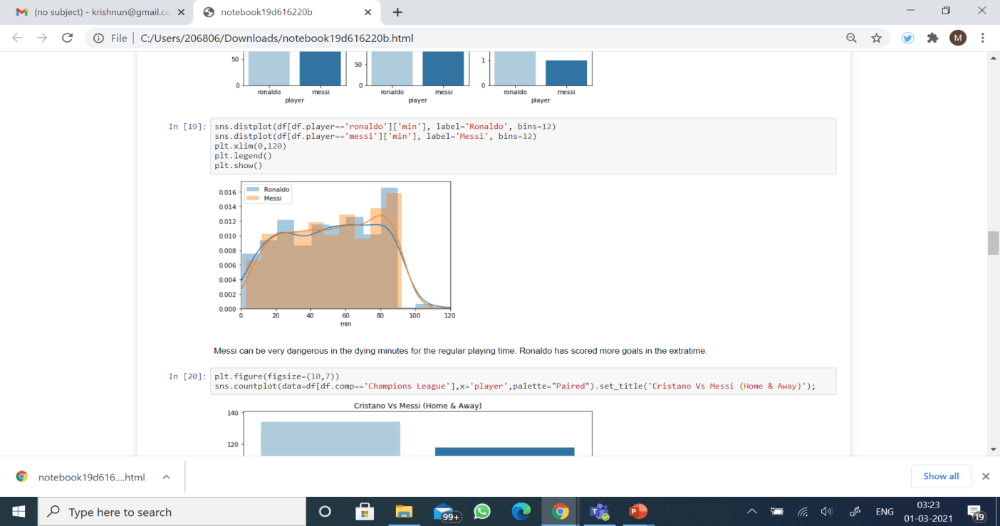 (no subject) - krishnun@gmail.co
notebook19d616220b
File | C:/Users/206806/Downloads/notebook19d616220b.html
50
0
ronaldo messi
player
50
0
ronaldo messi
player
1
0
ronaldo messi
player
In [19]:
sns.distplot(df[df.player=='ronaldo']['min'], label='Ronaldo', bins=12)
sns.distplot(df[df.player=='messi']['min'], label='Messi', bins=12)
plt.xlim(0,120)
plt.legend()
plt.show()
Ronaldo
Messi
0.016
0.014
0.012
0.010
0.008
0.006
0.004
0.002
0.000
0 20 40 60 80 100 120
min
Messi can be very dangerous in the dying minutes for the regular playing time. Ronaldo has scored more goals in the extratime.
In [20]:
plt.figure(figsize=(10,7))
sns.countplot(data=df[df.comp=='Champions League'],x='player',palette="Paired").set_title('Cristano Vs Messi (Home & Away)');
Cristano Vs Messi (Home & Away)
140
120
notebook19d616....html
Show all
Type here to search
99+
T
P
ENG
03:23
01-03-2021
19
M